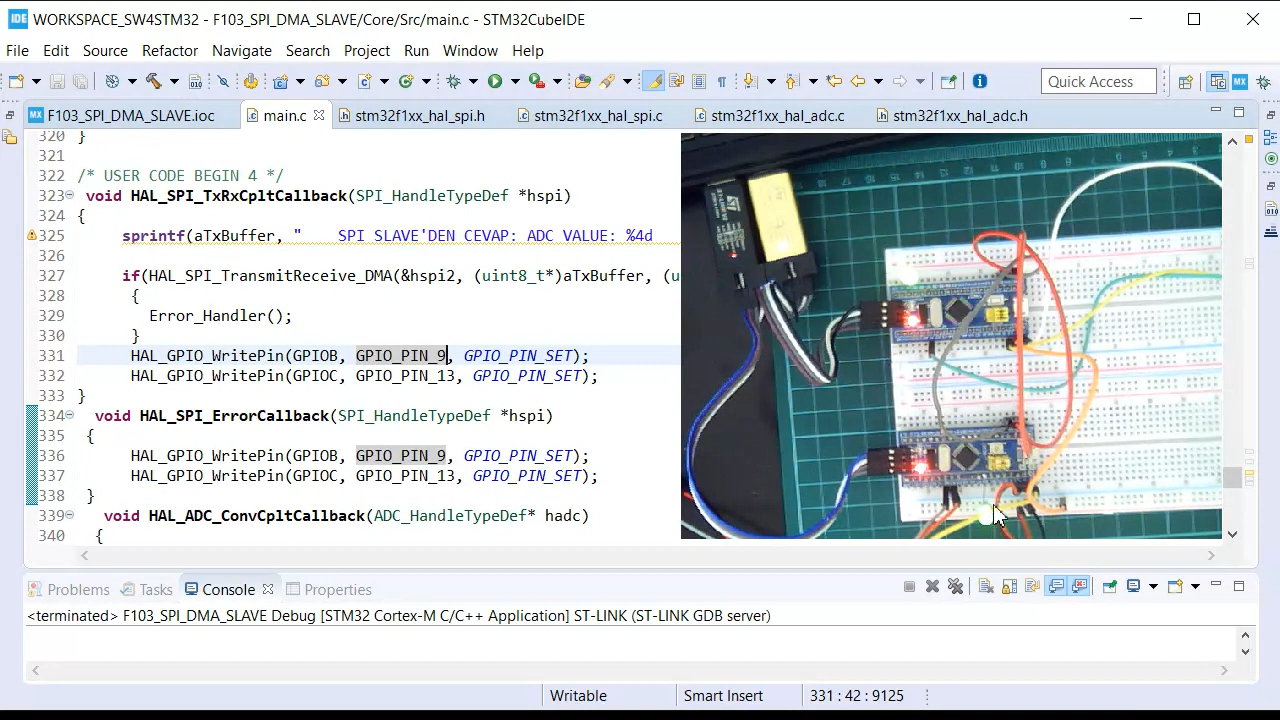 IDE WORKSPACE_SW4STM32 - F103_SPI_DMA_SLAVE/Core/Src/main.c - STM32CubeIDE
File Edit Source Refactor Navigate Search Project Run Window Help
Quick Access
MX F103_SPI_DMA_SLAVE.ioc main.c stm32f1xx_hal_spi.h stm32f1xx_hal_spi.c stm32f1xx_hal_adc.c stm32f1xx_hal_adc.h
320 }
321
322 /* USER CODE BEGIN 4 */
323 void HAL_SPI_TxRxCpltCallback(SPI_HandleTypeDef *hspi)
324 {
325 sprintf(aTxBuffer, " SPI SLAVE'DEN CEVAP: ADC VALUE: %4d
326
327 if(HAL_SPI_TransmitReceive_DMA(&hspi2, (uint8_t*)aTxBuffer, (u
328 {
329 Error_Handler();
330 }
331 HAL_GPIO_WritePin(GPIOB, GPIO_PIN_9, GPIO_PIN_SET);
332 HAL_GPIO_WritePin(GPIOC, GPIO_PIN_13, GPIO_PIN_SET);
333 }
334 void HAL_SPI_ErrorCallback(SPI_HandleTypeDef *hspi)
335 {
336 HAL_GPIO_WritePin(GPIOB, GPIO_PIN_9, GPIO_PIN_SET);
337 HAL_GPIO_WritePin(GPIOC, GPIO_PIN_13, GPIO_PIN_SET);
338 }
339 void HAL_ADC_ConvCpltCallback(ADC_HandleTypeDef* hadc)
340 {
Problems Tasks Console Properties
<terminated> F103_SPI_DMA_SLAVE Debug [STM32 Cortex-M C/C++ Application] ST-LINK (ST-LINK GDB server)
Writable Smart Insert 331 : 42 : 9125